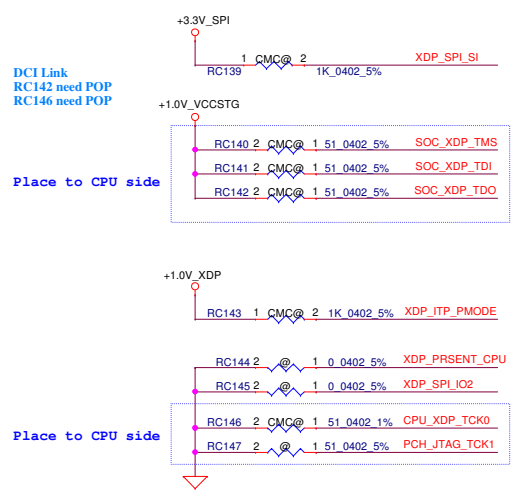 +3.3V_SPI
RC139 1 CMC@ 2 1K_0402_5% XDP_SPI_SI
DCI Link
RC142 need POP
RC146 need POP
+1.0V_VCCSTG
RC140 2 CMC@ 1 51_0402_5% SOC_XDP_TMS
RC141 2 CMC@ 1 51_0402_5% SOC_XDP_TDI
Place to CPU side
RC142 2 CMC@ 1 51_0402_5% SOC_XDP_TDO
+1.0V_XDP
RC143 1 CMC@ 2 1K_0402_5% XDP_ITP_PMODE
RC144 2 @ 1 0_0402_5% XDP_PRSENT_CPU
RC145 2 @ 1 0_0402_5% XDP_SPI_IO2
RC146 2 CMC@ 1 51_0402_1% CPU_XDP_TCK0
Place to CPU side
RC147 2 @ 1 51_0402_5% PCH_JTAG_TCK1